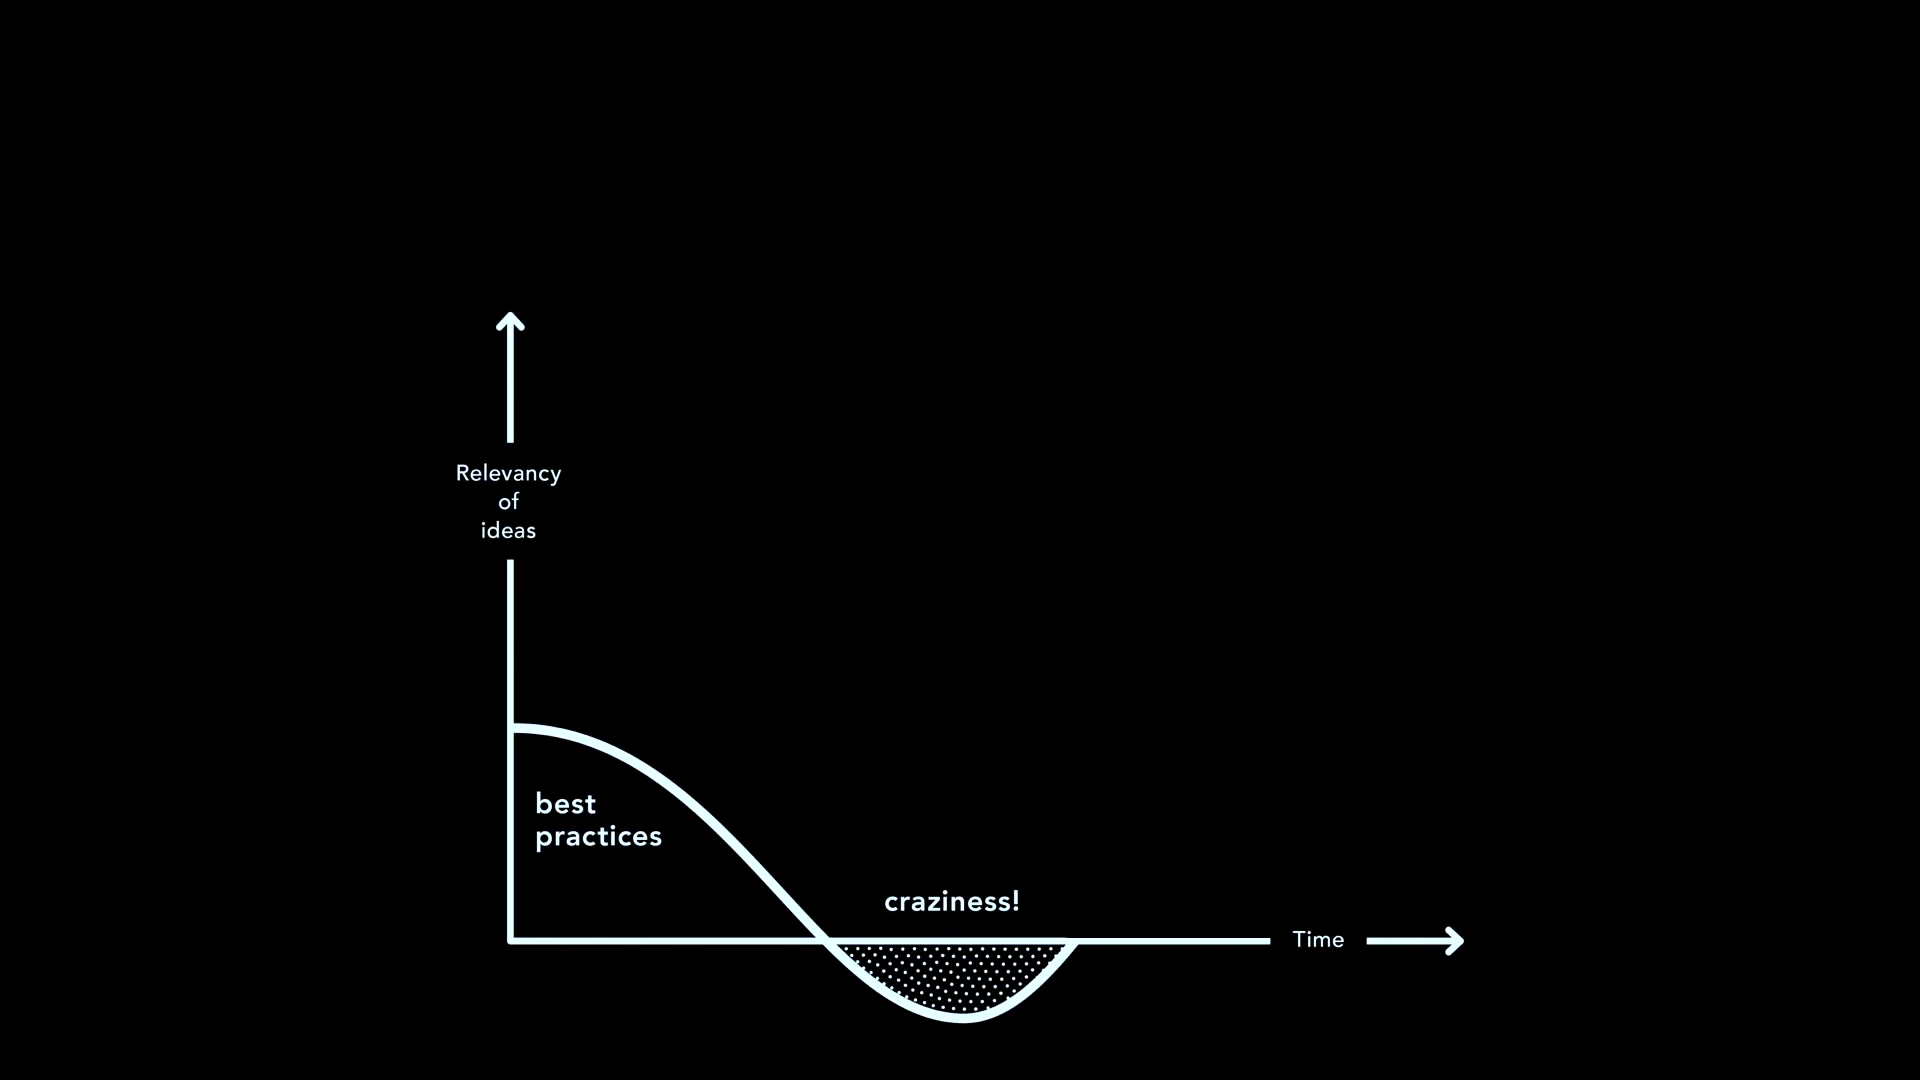 Relevancy
of
ideas
best
practices
craziness!
Time